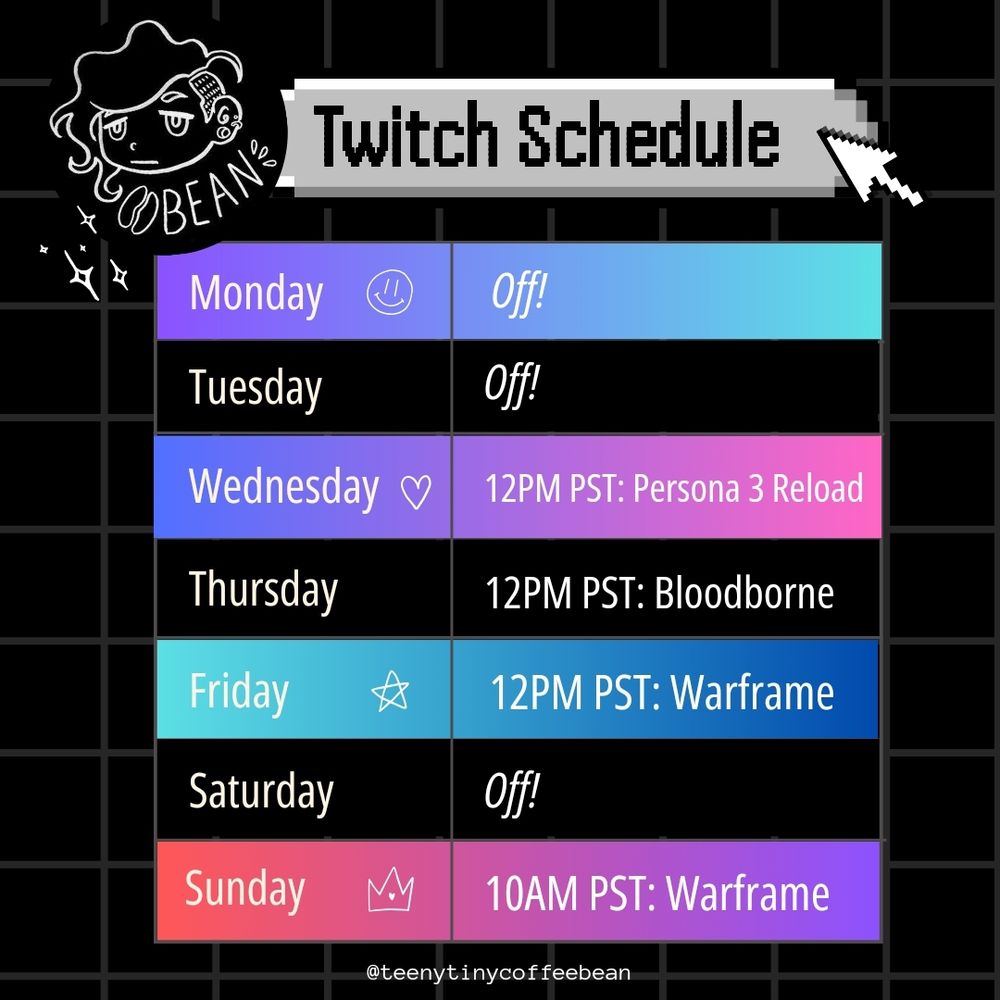 BEAN
Twitch Schedule
Monday Off!
Tuesday Off!
Wednesday 12PM PST: Persona 3 Reload
Thursday 12PM PST: Bloodborne
Friday 12PM PST: Warframe
Saturday Off!
Sunday 10AM PST: Warframe
@teenytinycoffeebean